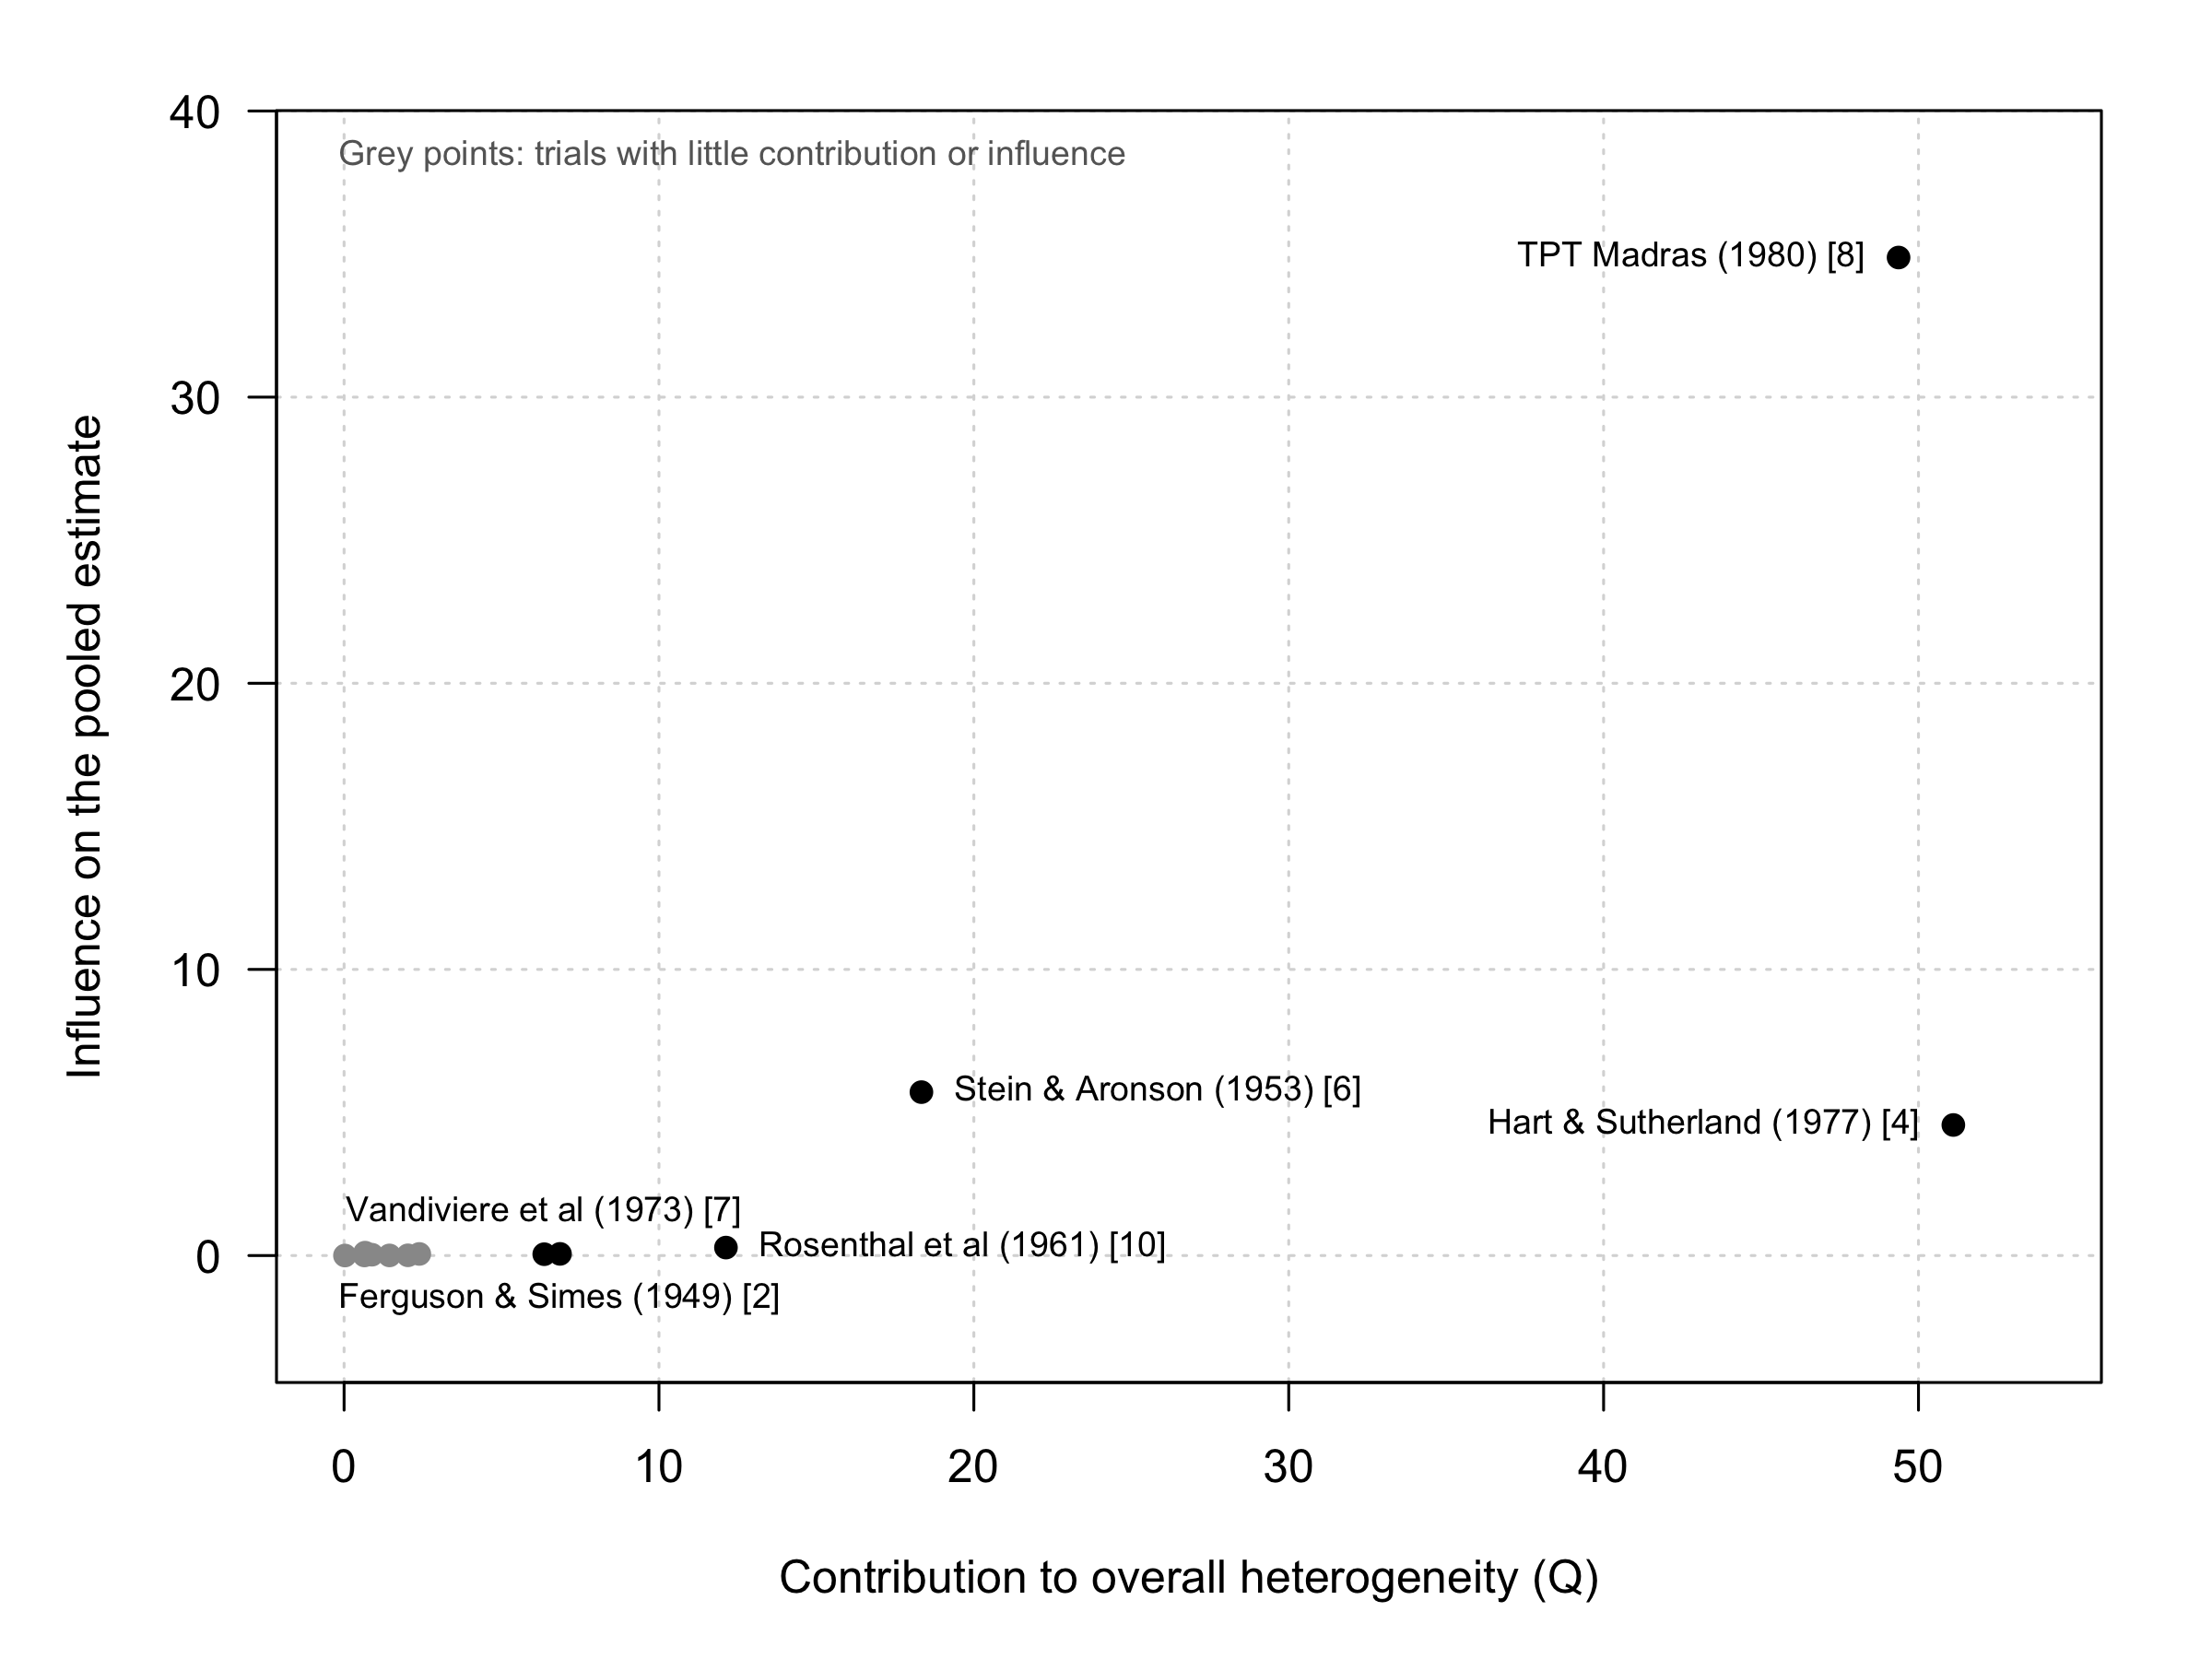 40
Grey points: trials with little contribution or influence
TPT Madras (1980) [8]
30
20
10
Stein & Aronson (1953) [6]
Hart & Sutherland (1977) [4]
Vandiviere et al (1973) [7]
Rosenthal et al (1961) [10]
0
Ferguson & Simes (1949) [2]
Influence on the pooled estimate
0 10 20 30 40 50
Contribution to overall heterogeneity (Q)